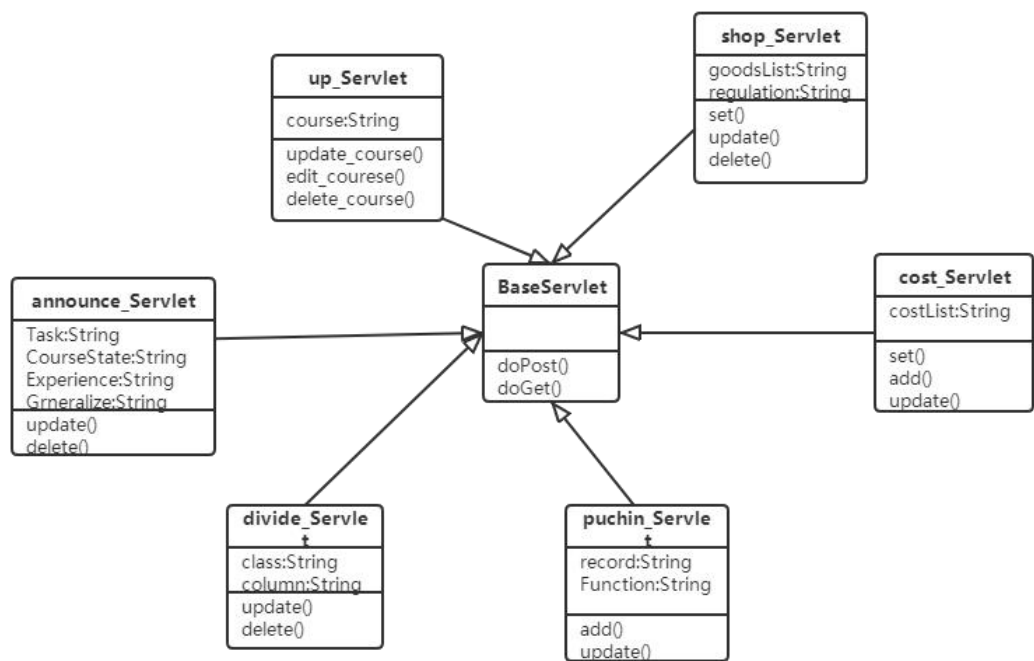 shop_Servlet
goodsList:String
regulation:String
set()
update()
delete()
up_Servlet
course:String
update_course()
edit_courese()
delete_course()
BaseServlet
doPost()
doGet()
cost_Servlet
costList:String
set()
add()
update()
announce_Servlet
Task:String
CourseState:String
Experience:String
Grneralize:String
update()
delete()
divide_Servle
t
class:String
column:String
update()
delete()
puchin_Servle
t
record:String
Function:String
add()
update()